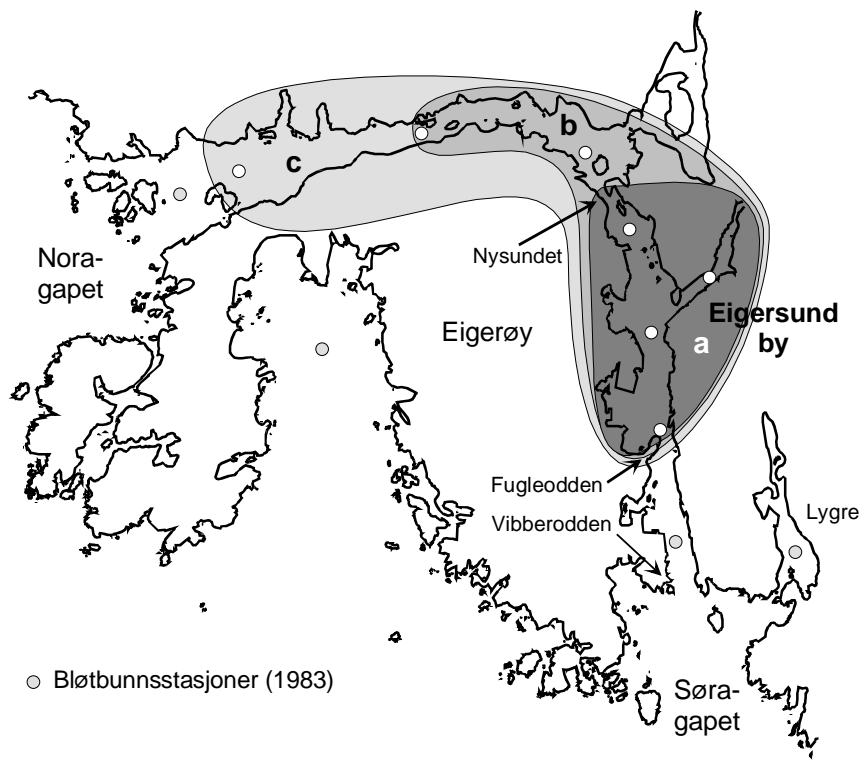 b
c
Nysundet
Nora-
gapet
Eigerøy
Eigersund
by
a
Fugleodden
Vibberodden
Lygre
Bløtbunnsstasjoner (1983)
Søra-
gapet